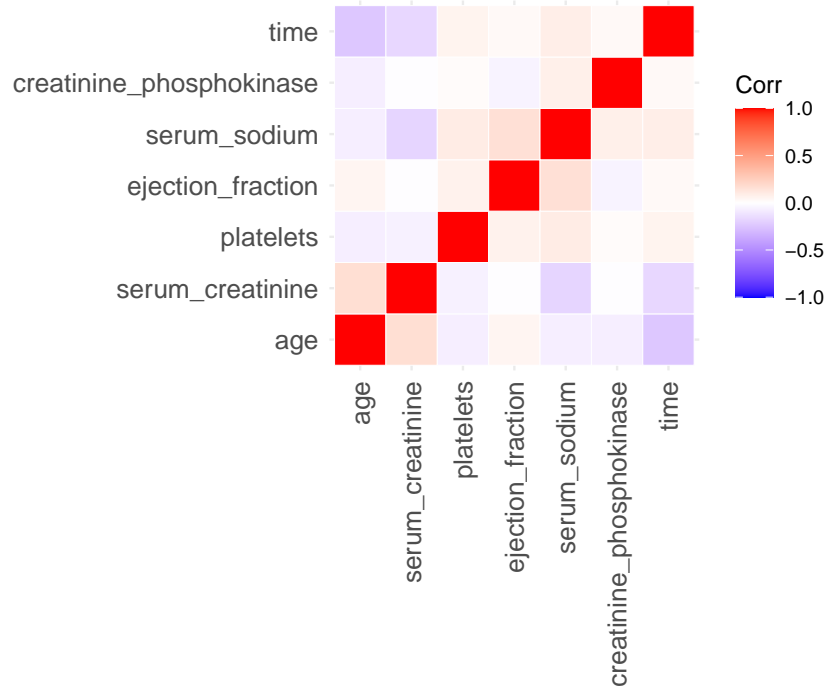 time
creatinine_phosphokinase
serum_sodium
ejection_fraction
platelets
serum_creatinine
age
age
serum_creatinine
platelets
ejection_fraction
serum_sodium
creatinine_phosphokinase
time
Corr
1.0
0.5
0.0
−0.5
−1.0